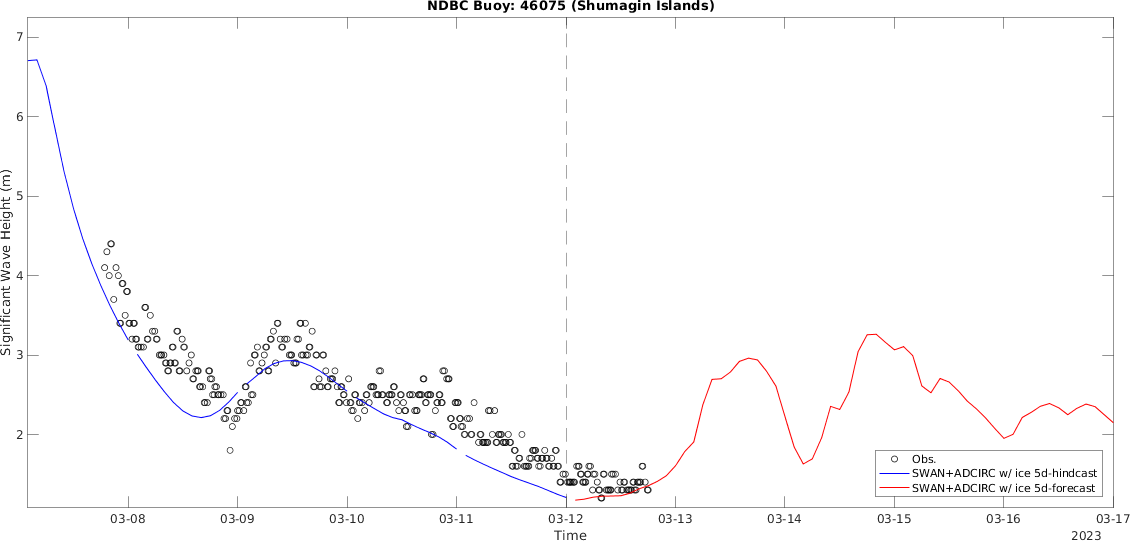 NDBC Buoy: 46075 (Shumagin Islands)
Significant Wave Height (m)
7
6
5
4
3
2
Obs.
SWAN+ADCIRC w/ ice 5d-hindcast
SWAN+ADCIRC w/ ice 5d-forecast
03-08 03-09 03-10 03-11 03-12 03-13 03-14 03-15 03-16 03-17
Time
2023